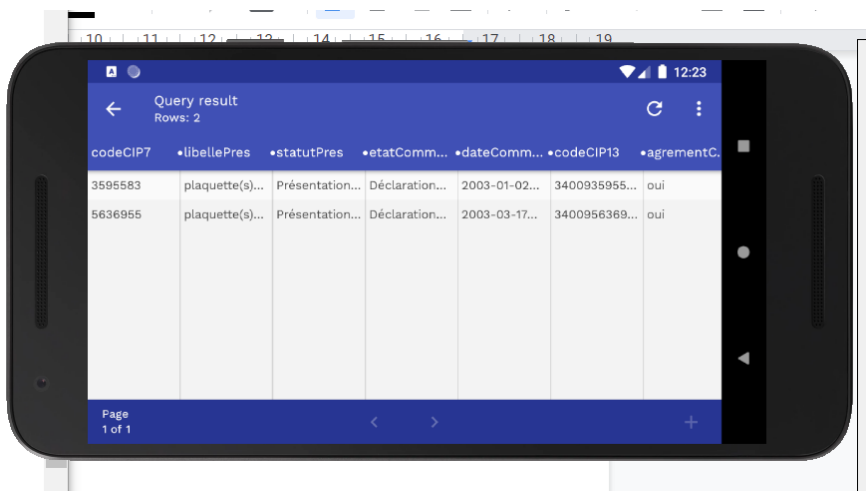 10 11 12 13 14 15 16 17 18 19
12:23
Query result
Rows: 2
codeCIP7 •libellePres •statutPres •etatComm... •dateComm... •codeCIP13 •agrementC.
3595583 plaquette(s)... Présentation... Déclaration... 2003-01-02... 3400935955... oui
5636955 plaquette(s)... Présentation... Déclaration... 2003-03-17... 3400956369... oui
Page
1 of 1